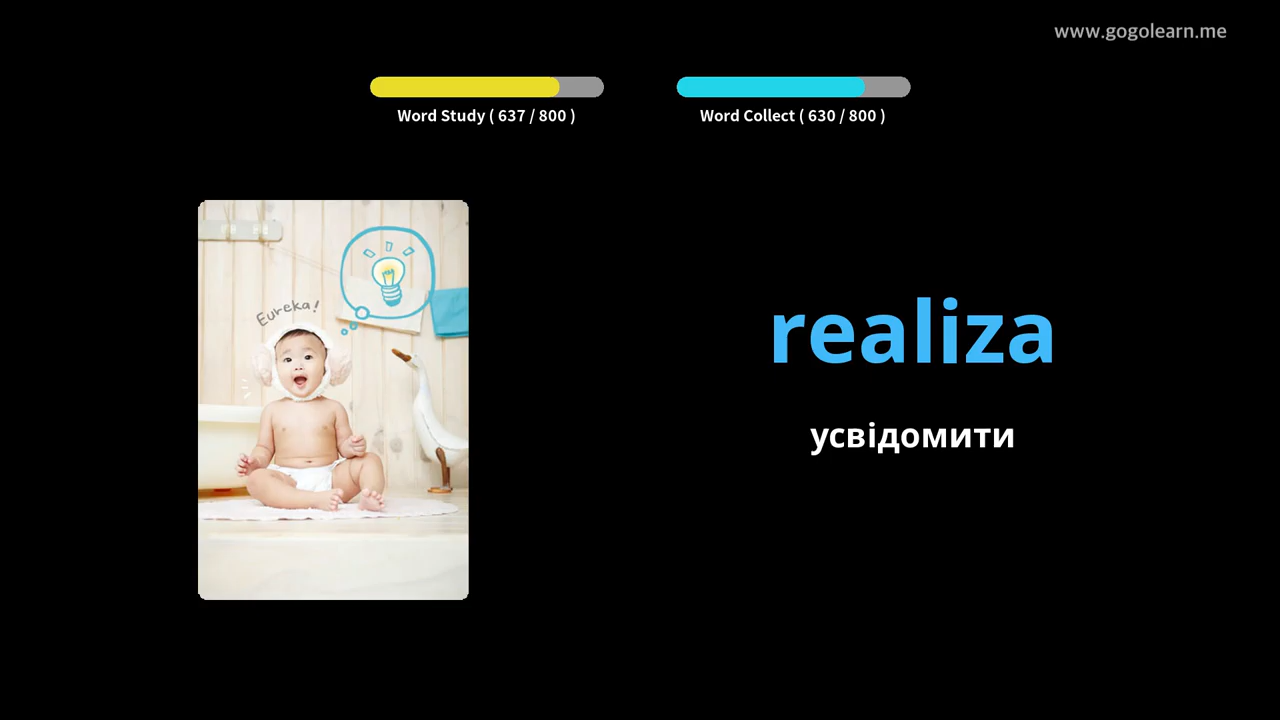 www.gogolearn.me
Word Study ( 637 / 800 )
Word Collect ( 630 / 800 )
Eureka!
realiza
усвідомити